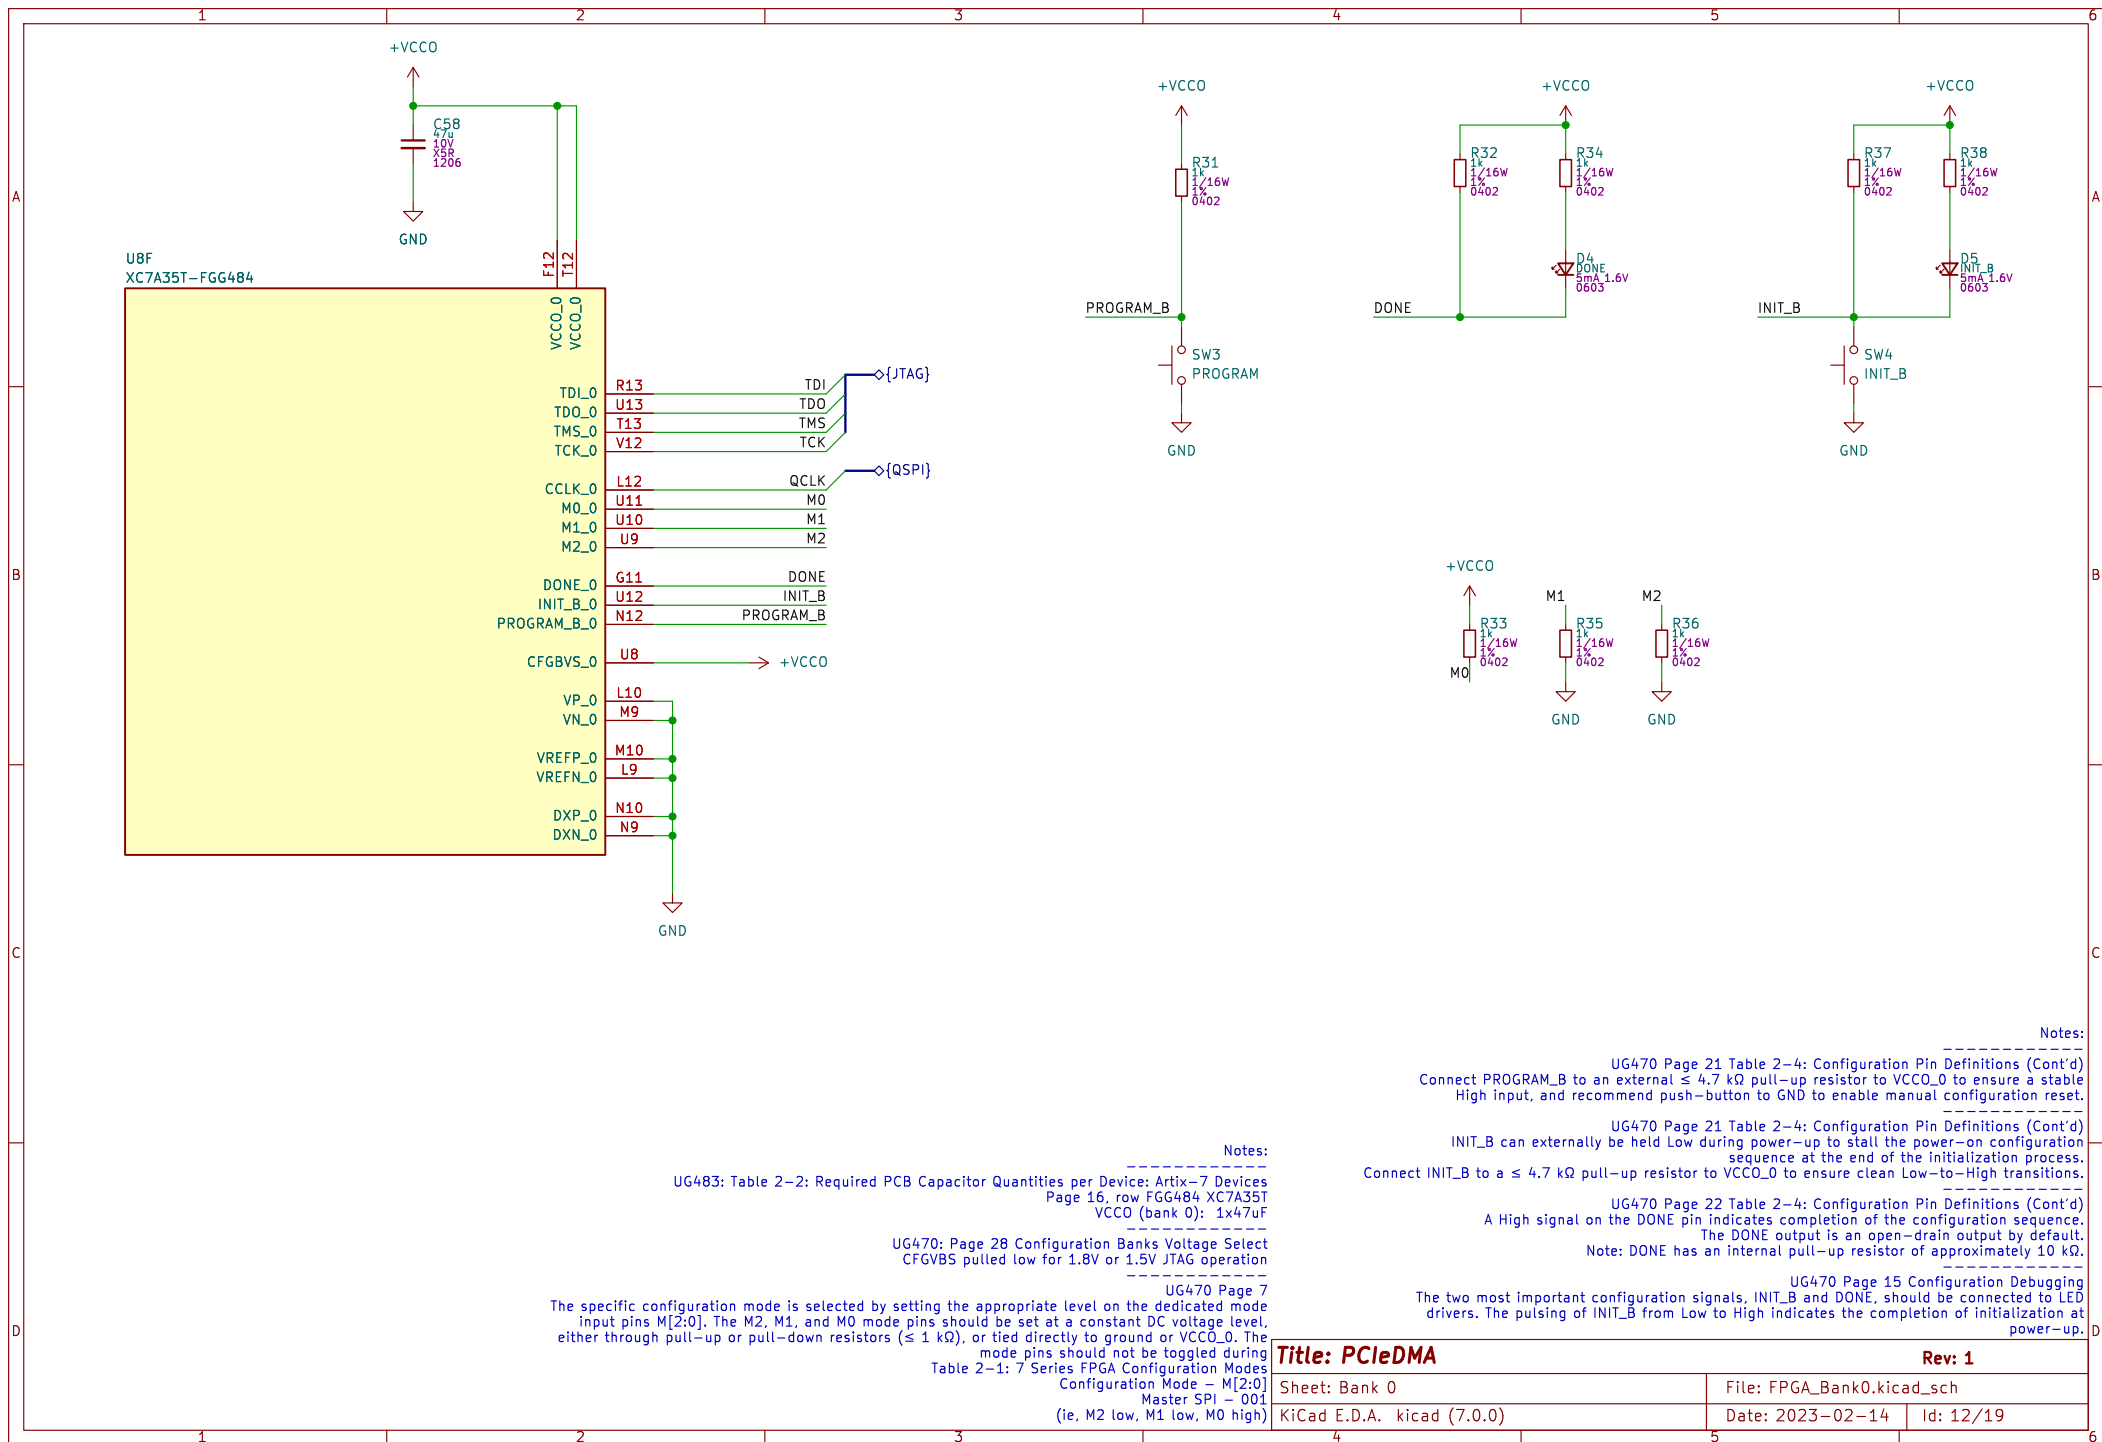 1 2 3 4 5 6
A
B
C
D
+VCCO
C58
47u
10V
X5R
1206
GND
U8F
XC7A35T-FGG484
F12
T12
VCCO_0
VCCO_0
TDI_0 R13 TDI
TDO_0 U13 TDO
TMS_0 T13 TMS
TCK_0 V12 TCK
{JTAG}
CCLK_0 L12 QCLK
{QSPI}
M0_0 U11 M0
M1_0 U10 M1
M2_0 U9 M2
DONE_0 G11 DONE
INIT_B_0 U12 INIT_B
PROGRAM_B_0 N12 PROGRAM_B
CFGBVS_0 U8 +VCCO
VP_0 L10
VN_0 M9
VREFP_0 M10
VREFN_0 L9
DXP_0 N10
DXN_0 N9
GND
+VCCO
R31
1k
1/16W
1%
0402
PROGRAM_B
SW3
PROGRAM
GND
+VCCO
R32
1k
1/16W
1%
0402
R34
1k
1/16W
1%
0402
D4
DONE
5mA 1.6V
0603
DONE
+VCCO
R37
1k
1/16W
1%
0402
R38
1k
1/16W
1%
0402
D5
INIT_B
5mA 1.6V
0603
INIT_B
SW4
INIT_B
GND
+VCCO
R33
1k
1/16W
1%
0402
M0
M1
R35
1k
1/16W
1%
0402
GND
M2
R36
1k
1/16W
1%
0402
GND
Notes:
------------
UG483: Table 2-2: Required PCB Capacitor Quantities per Device: Artix-7 Devices
Page 16, row FGG484 XC7A35T
VCCO (bank 0): 1x47uF
------------
UG470: Page 28 Configuration Banks Voltage Select
CFGVBS pulled low for 1.8V or 1.5V JTAG operation
------------
UG470 Page 7
The specific configuration mode is selected by setting the appropriate level on the dedicated mode
input pins M[2:0]. The M2, M1, and M0 mode pins should be set at a constant DC voltage level,
either through pull-up or pull-down resistors (≤ 1 kΩ), or tied directly to ground or VCCO_0. The
mode pins should not be toggled during
Table 2-1: 7 Series FPGA Configuration Modes
Configuration Mode - M[2:0]
Master SPI - 001
(ie, M2 low, M1 low, M0 high)
Notes:
------------
UG470 Page 21 Table 2-4: Configuration Pin Definitions (Cont'd)
Connect PROGRAM_B to an external ≤ 4.7 kΩ pull-up resistor to VCCO_0 to ensure a stable
High input, and recommend push-button to GND to enable manual configuration reset.
------------
UG470 Page 21 Table 2-4: Configuration Pin Definitions (Cont'd)
INIT_B can externally be held Low during power-up to stall the power-on configuration
sequence at the end of the initialization process.
Connect INIT_B to a ≤ 4.7 kΩ pull-up resistor to VCCO_0 to ensure clean Low-to-High transitions.
------------
UG470 Page 22 Table 2-4: Configuration Pin Definitions (Cont'd)
A High signal on the DONE pin indicates completion of the configuration sequence.
The DONE output is an open-drain output by default.
Note: DONE has an internal pull-up resistor of approximately 10 kΩ.
------------
UG470 Page 15 Configuration Debugging
The two most important configuration signals, INIT_B and DONE, should be connected to LED
drivers. The pulsing of INIT_B from Low to High indicates the completion of initialization at
power-up.
Title: PCIeDMA Rev: 1
Sheet: Bank 0 File: FPGA_Bank0.kicad_sch
KiCad E.D.A. kicad (7.0.0) Date: 2023-02-14 Id: 12/19
A
B
C
D
1 2 3 4 5 6